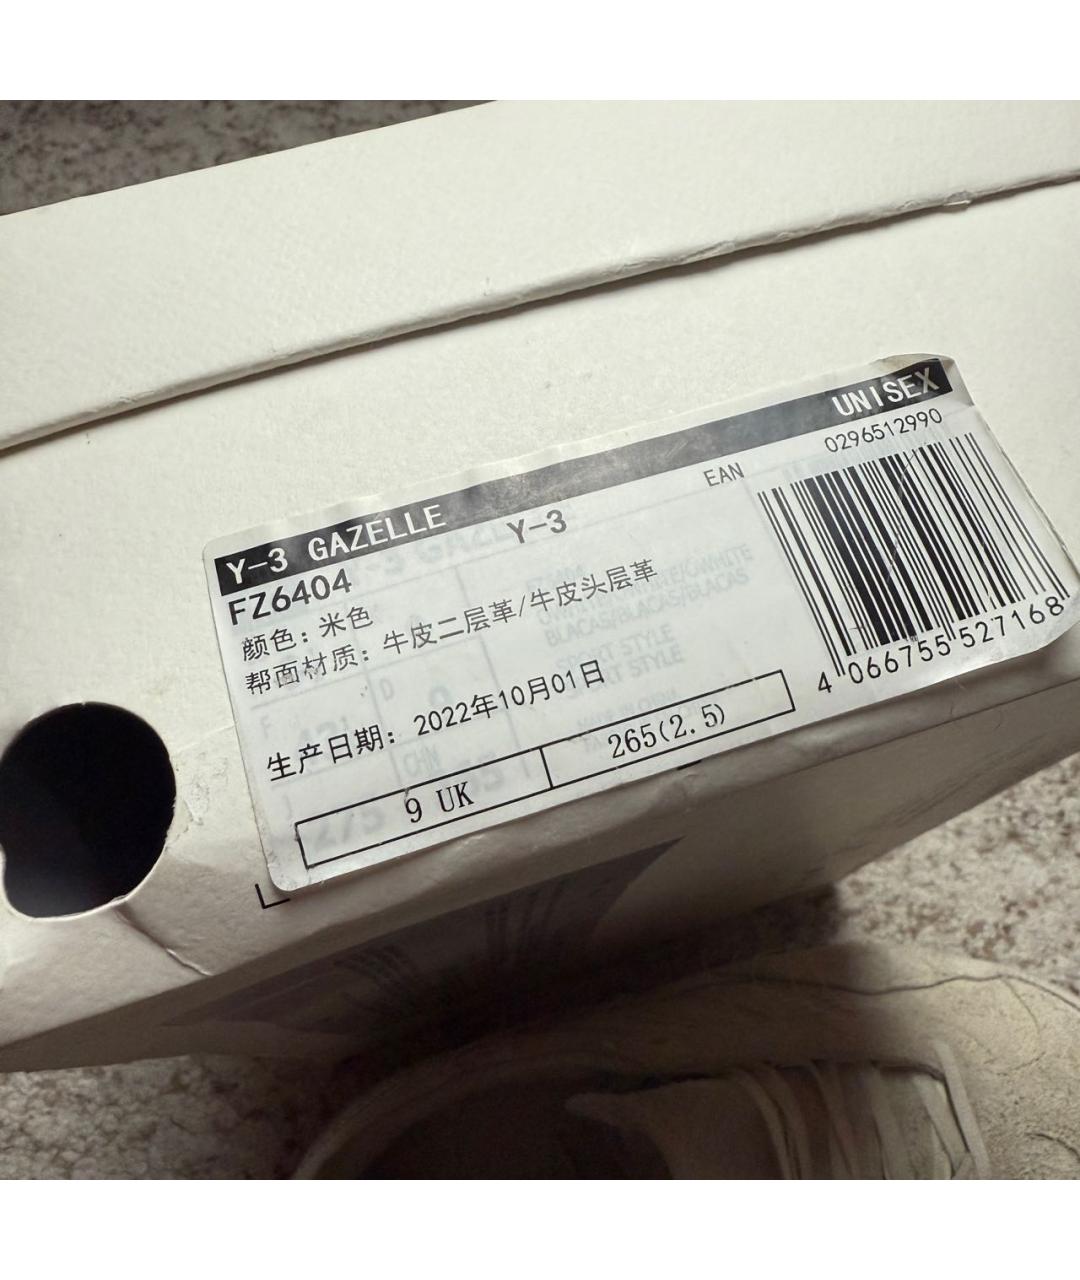 Y-3 GAZELLE UNISEX
Y-3 EAN 0296512990
FZ6404
颜色：米色
帮面材质：牛皮二层革/牛皮头层革
生产日期：2022年10月01日
9 UK 265(2.5)
4 066755 527168